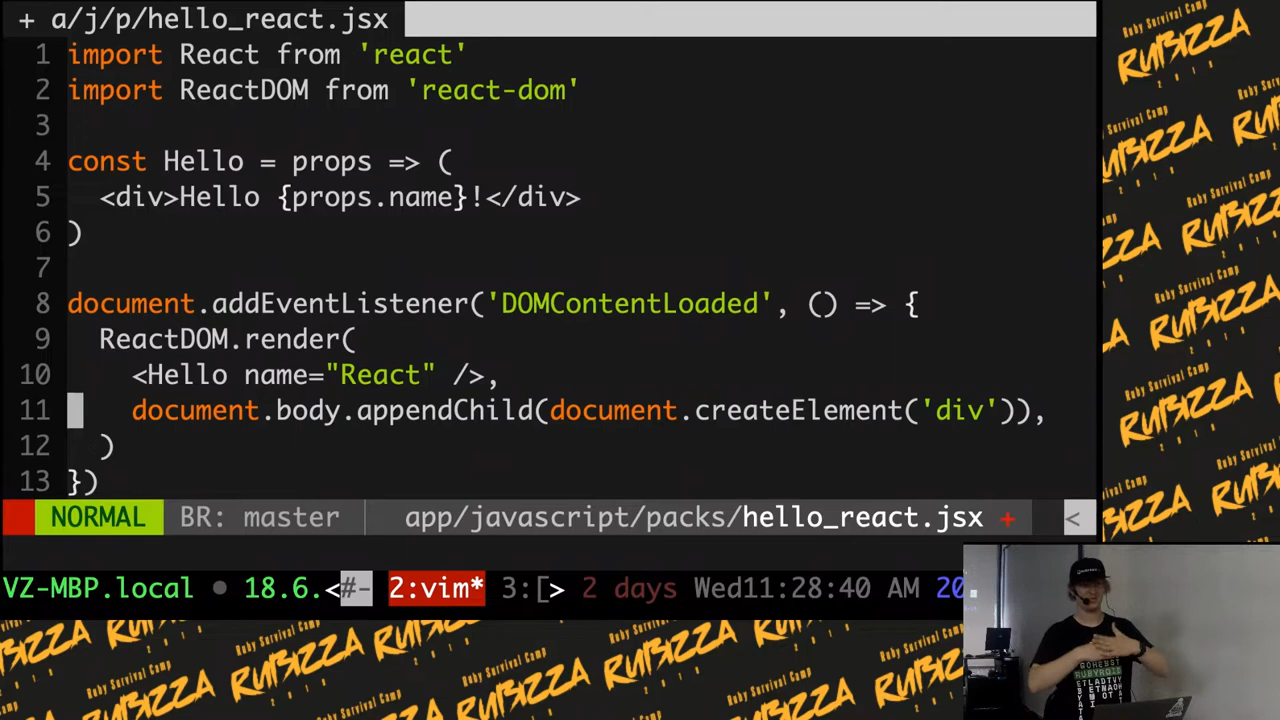 + a/j/p/hello_react.jsx
1 import React from 'react'
2 import ReactDOM from 'react-dom'
3
4 const Hello = props => (
5 <div>Hello {props.name}!</div>
6 )
7
8 document.addEventListener('DOMContentLoaded', () => {
9 ReactDOM.render(
10 <Hello name="React" />,
11 document.body.appendChild(document.createElement('div')),
12 )
13 })
NORMAL BR: master app/javascript/packs/hello_react.jsx + <
VZ-MBP.local • 18.6.<#- 2:vim* 3:[> 2 days Wed11:28:40 AM 20.
Ruby Survival Camp
RUBIZZA
2018